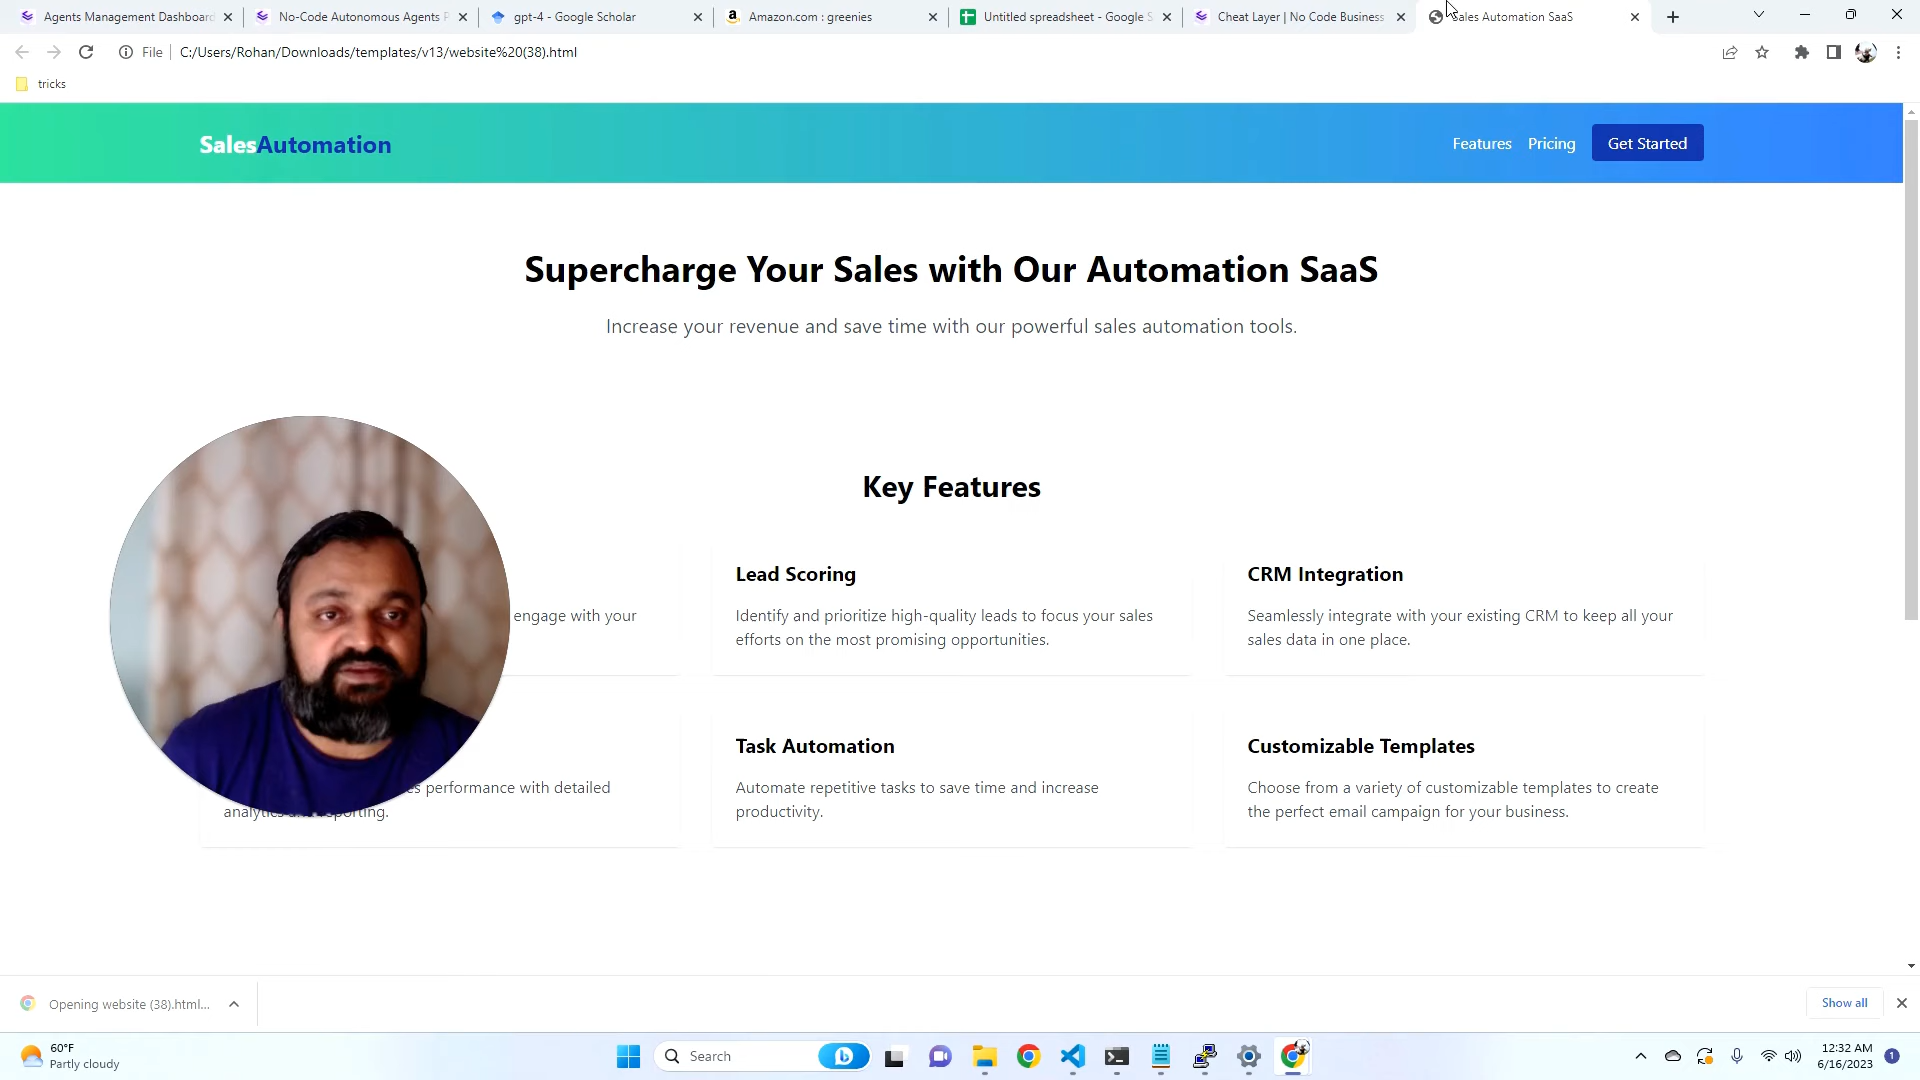 Agents Management Dashboard
No-Code Autonomous Agents P
gpt-4 - Google Scholar
Amazon.com : greenies
Untitled spreadsheet - Google S
Cheat Layer | No Code Business
Sales Automation SaaS
File
C:/Users/Rohan/Downloads/templates/v13/website%20(38).html
tricks
SalesAutomation
Features
Pricing
Get Started
Supercharge Your Sales with Our Automation SaaS
Increase your revenue and save time with our powerful sales automation tools.
Key Features
engage with your
Lead Scoring
Identify and prioritize high-quality leads to focus your sales
efforts on the most promising opportunities.
CRM Integration
Seamlessly integrate with your existing CRM to keep all your
sales data in one place.
performance with detailed
analytics reporting.
Task Automation
Automate repetitive tasks to save time and increase
productivity.
Customizable Templates
Choose from a variety of customizable templates to create
the perfect email campaign for your business.
Opening website (38).html...
Show all
60°F
Partly cloudy
Search
12:32 AM
6/16/2023
1